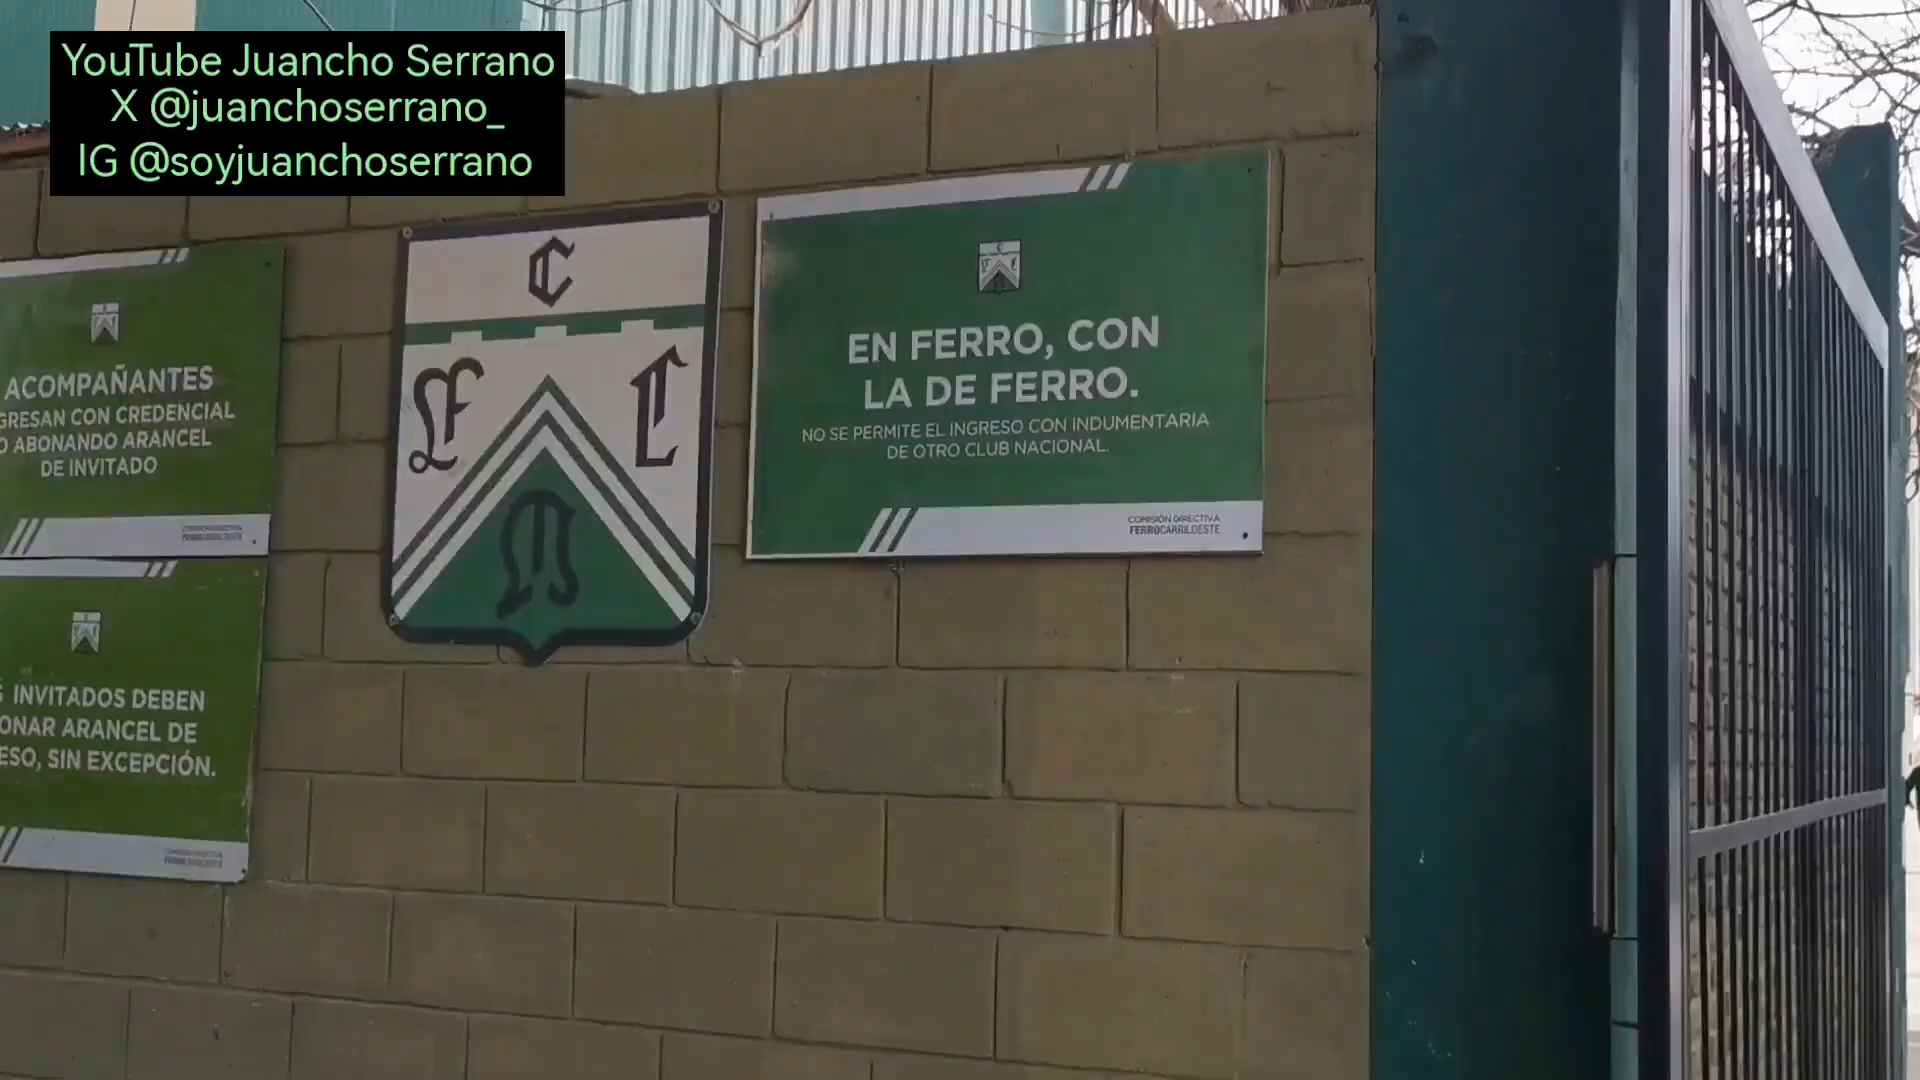 YouTube Juancho Serrano
X @juanchoserrano_
IG @soyjuanchoserrano
ACOMPAÑANTES
GRESAN CON CREDENCIAL
O ABONANDO ARANCEL
DE INVITADO
INVITADOS DEBEN
ONAR ARANCEL DE
ESO, SIN EXCEPCIÓN.
C
F C
EN FERRO, CON
LA DE FERRO.
NO SE PERMITE EL INGRESO CON INDUMENTARIA
DE OTRO CLUB NACIONAL.
COMISIÓN DIRECTIVA
FERROCARRILOESTE